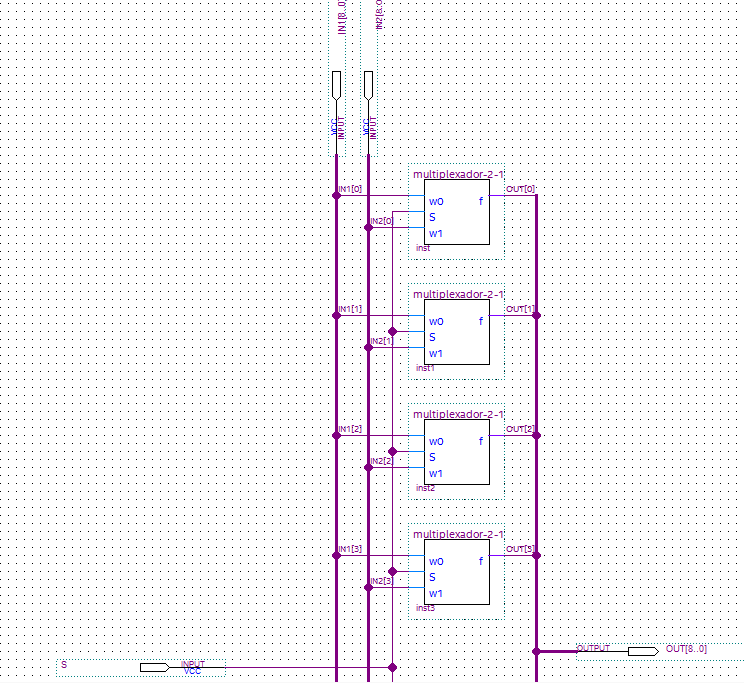 IN1[8..0]
IN2[8..0]
VCC
INPUT
VCC
INPUT
multiplexador-2-1
IN1[0]
OUT[0]
w0
f
S
IN2[0]
w1
inst
multiplexador-2-1
IN1[1]
OUT[1]
w0
f
S
IN2[1]
w1
inst1
multiplexador-2-1
IN1[2]
OUT[2]
w0
f
S
IN2[2]
w1
inst2
multiplexador-2-1
IN1[3]
OUT[3]
w0
f
S
IN2[3]
w1
inst3
OUTPUT
OUT[8..0]
S
INPUT
VCC